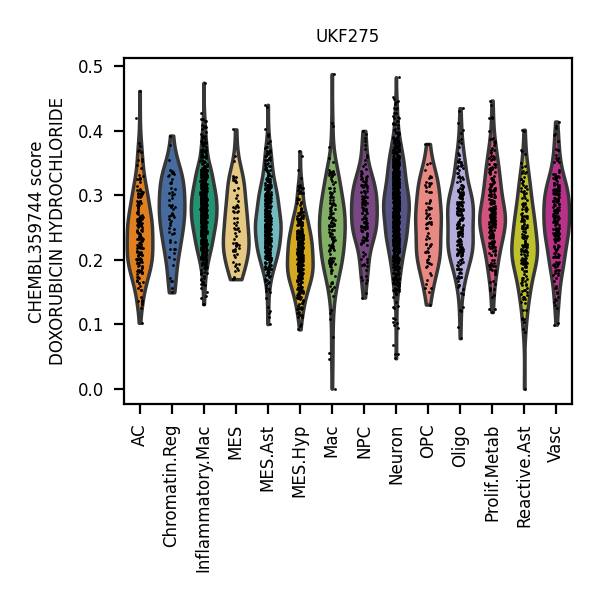 UKF275
CHEMBL359744 score
DOXORUBICIN HYDROCHLORIDE
0.5
0.4
0.3
0.2
0.1
0.0
AC
Chromatin.Reg
Inflammatory.Mac
MES
MES.Ast
MES.Hyp
Mac
NPC
Neuron
OPC
Oligo
Prolif.Metab
Reactive.Ast
Vasc